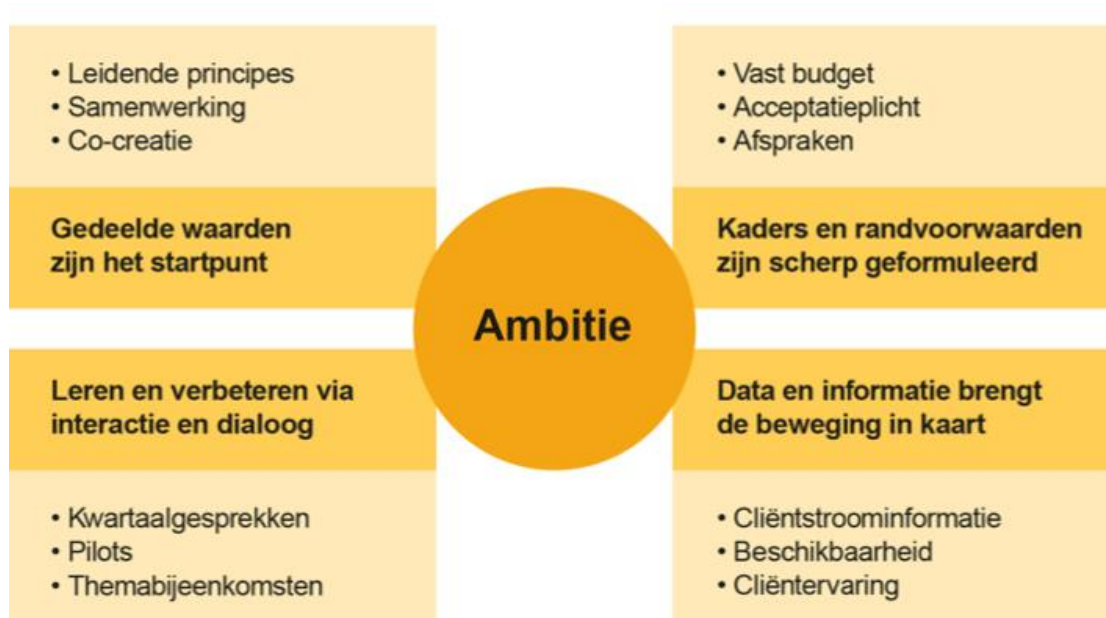 • Leidende principes
• Samenwerking
• Co-creatie
Gedeelde waarden
zijn het startpunt
• Vast budget
• Acceptatieplicht
• Afspraken
Kaders en randvoorwaarden
zijn scherp geformuleerd
Ambitie
Leren en verbeteren via
interactie en dialoog
• Kwartaalgesprekken
• Pilots
• Themabijeenkomsten
Data en informatie brengt
de beweging in kaart
• Cliëntstroominformatie
• Beschikbaarheid
• Cliëntervaring